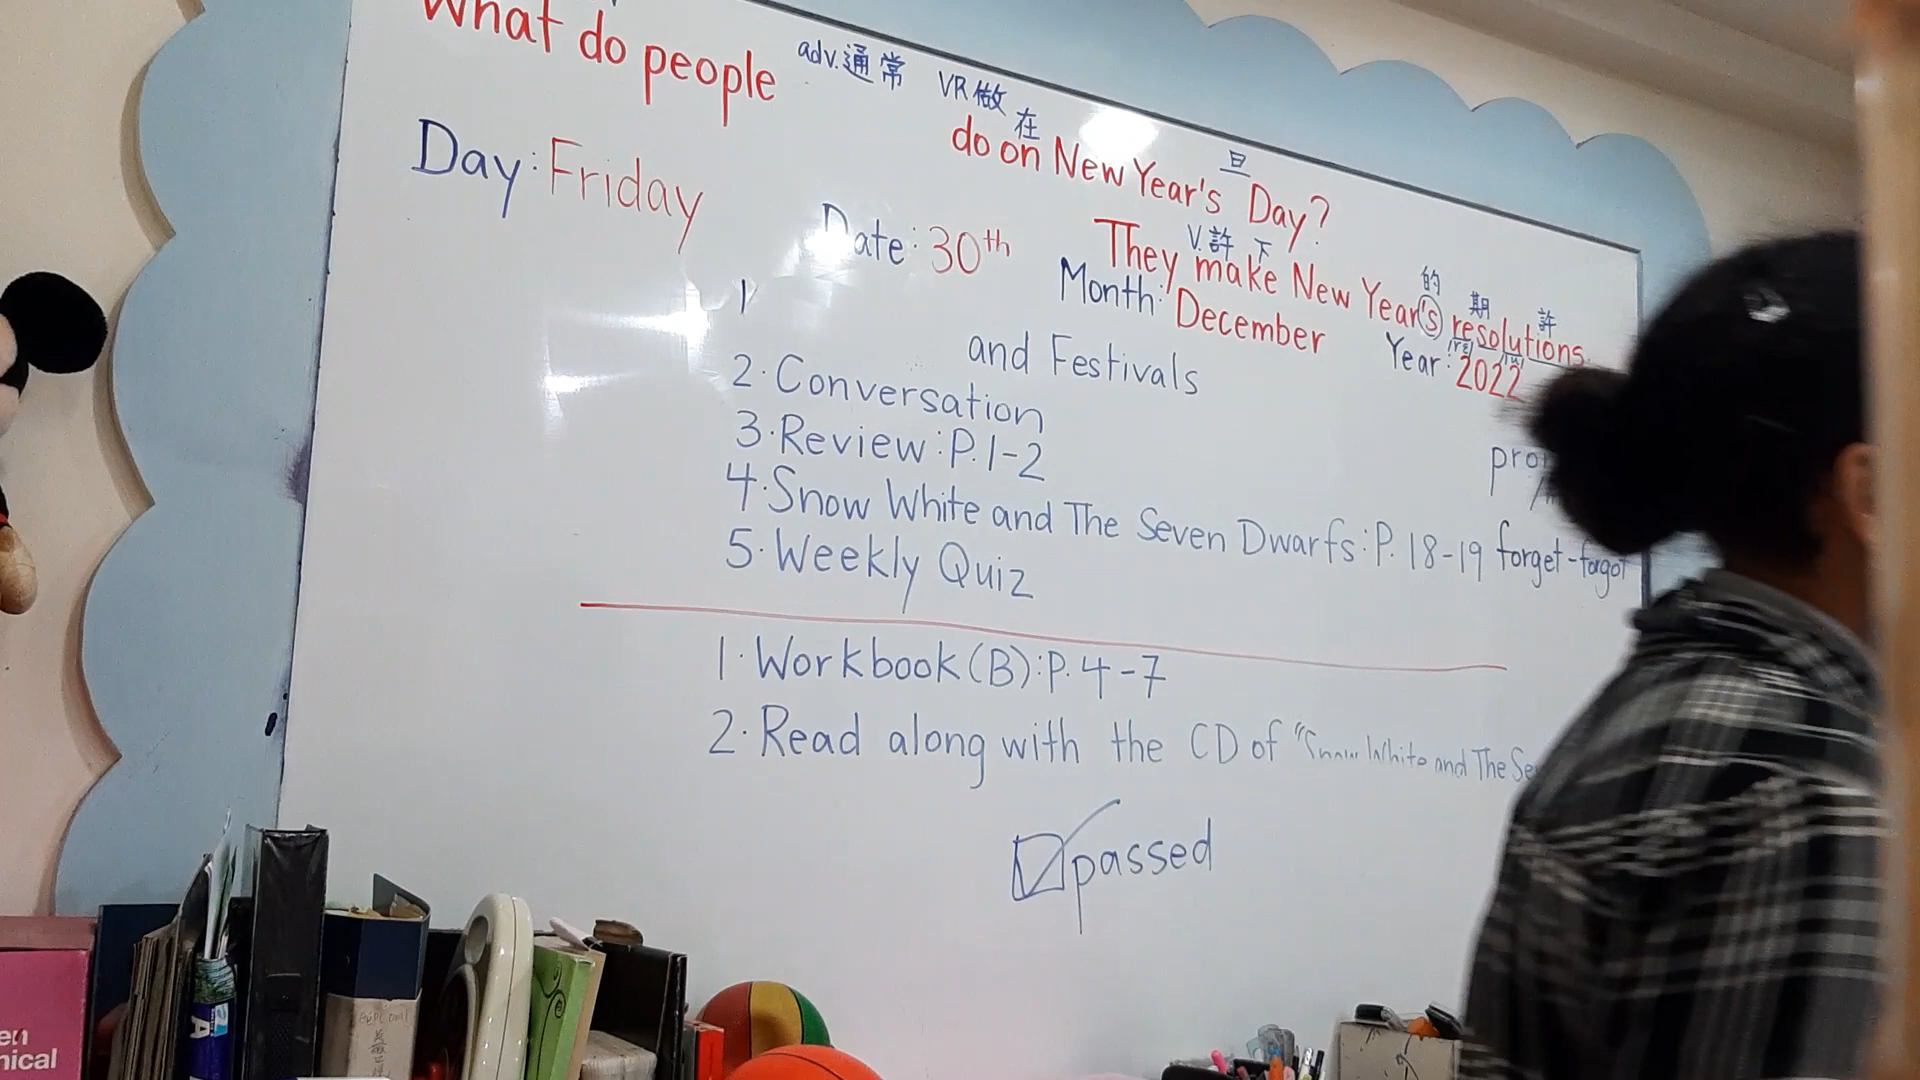 What do people
adv.通常 VR做 在 旦
do on New Year's Day?
V.許 下 的 期 許
They make New Year's resolutions.
Day: Friday Date: 30th Month: December Year: 2022
1
and Festivals
2. Conversation
3. Review: P.1-2
4. Snow White and The Seven Dwarfs: P. 18-19 forget-forgot
5. Weekly Quiz
1. Workbook (B): P. 4-7
2. Read along with the CD of "Snow White and The Se
passed
A